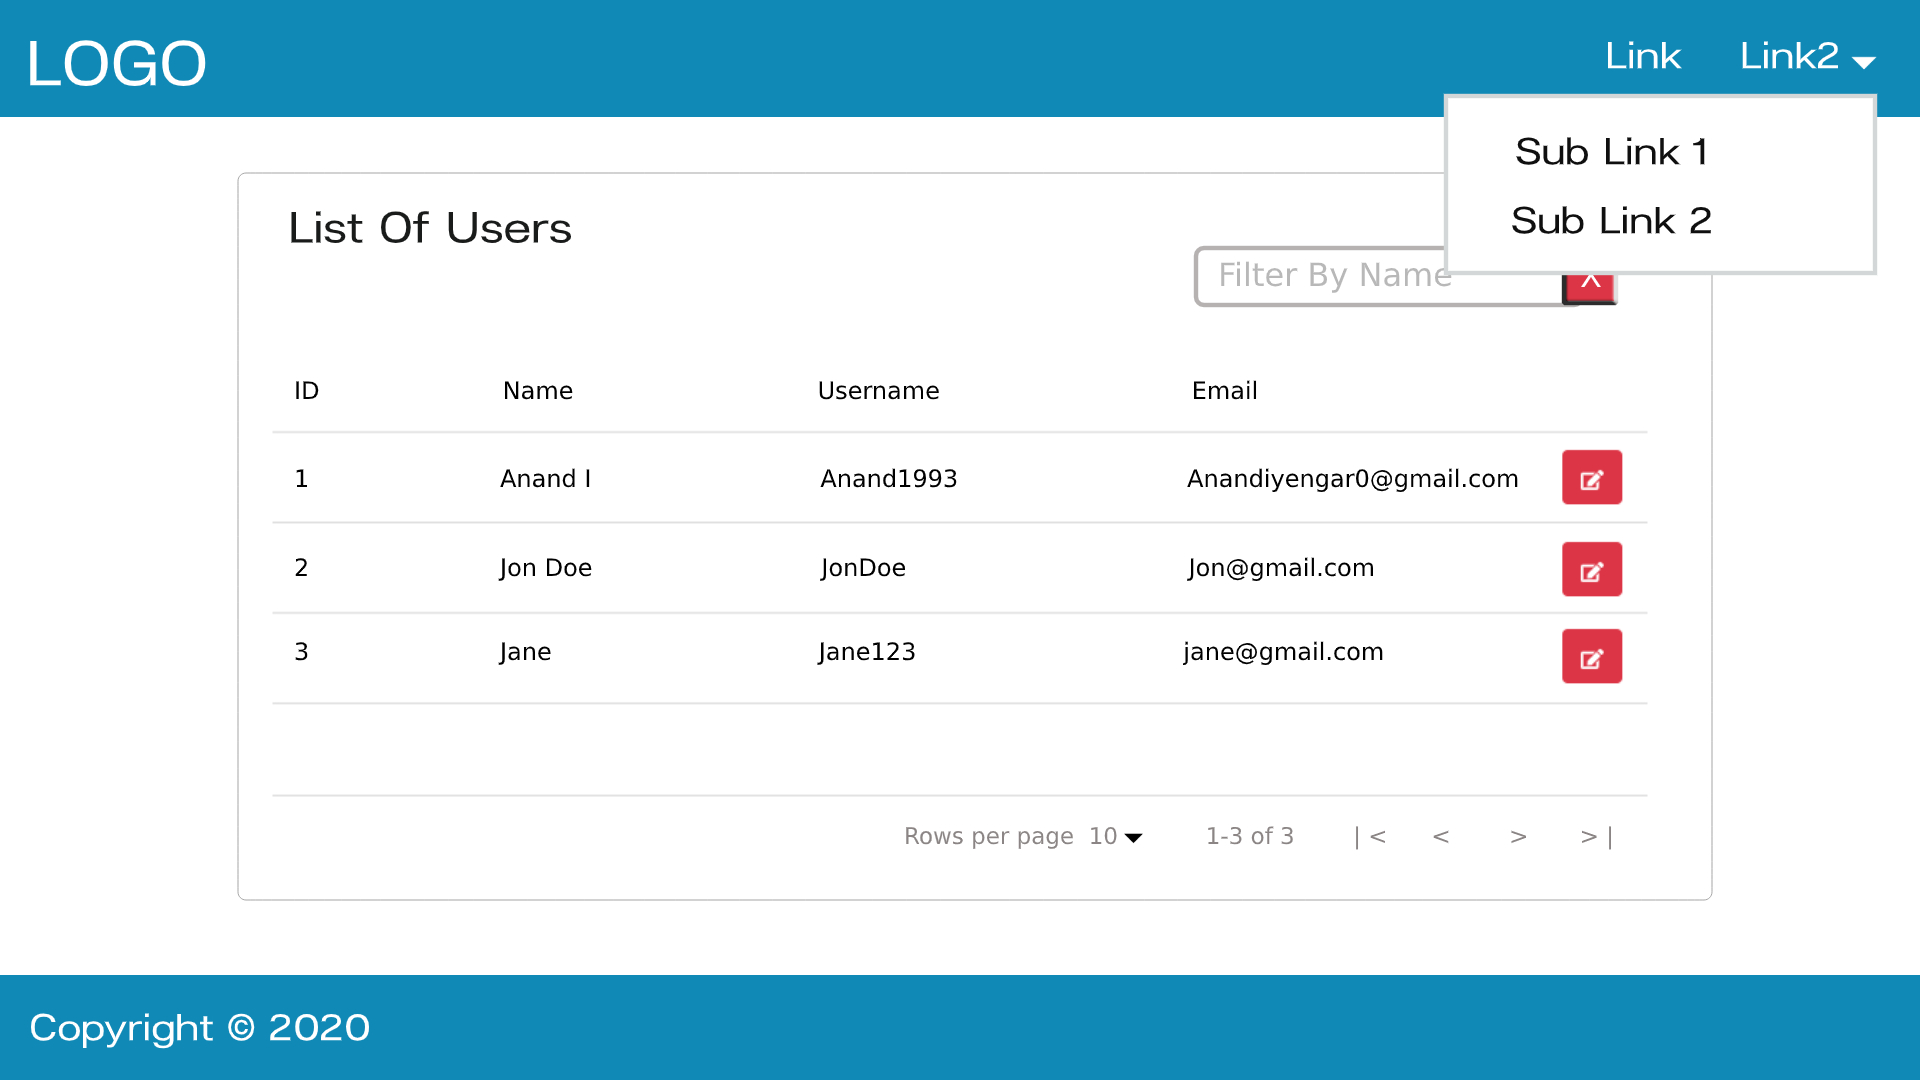 LOGO
Link
Link2
Sub Link 1
Sub Link 2
List Of Users
Filter By Name
X
ID Name Username Email
1 Anand I Anand1993 Anandiyengar0@gmail.com
2 Jon Doe JonDoe Jon@gmail.com
3 Jane Jane123 jane@gmail.com
Rows per page 10 1-3 of 3 |< < > >|
Copyright © 2020